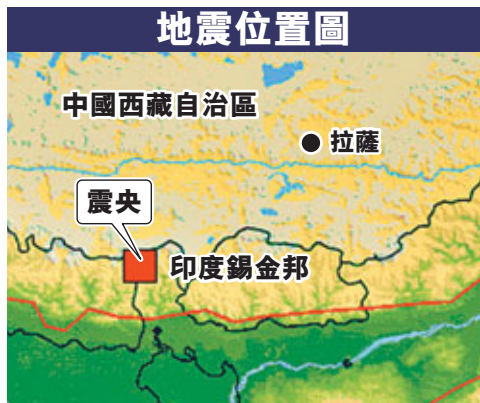 地震位置圖
中國西藏自治區
拉薩
震央
印度錫金邦